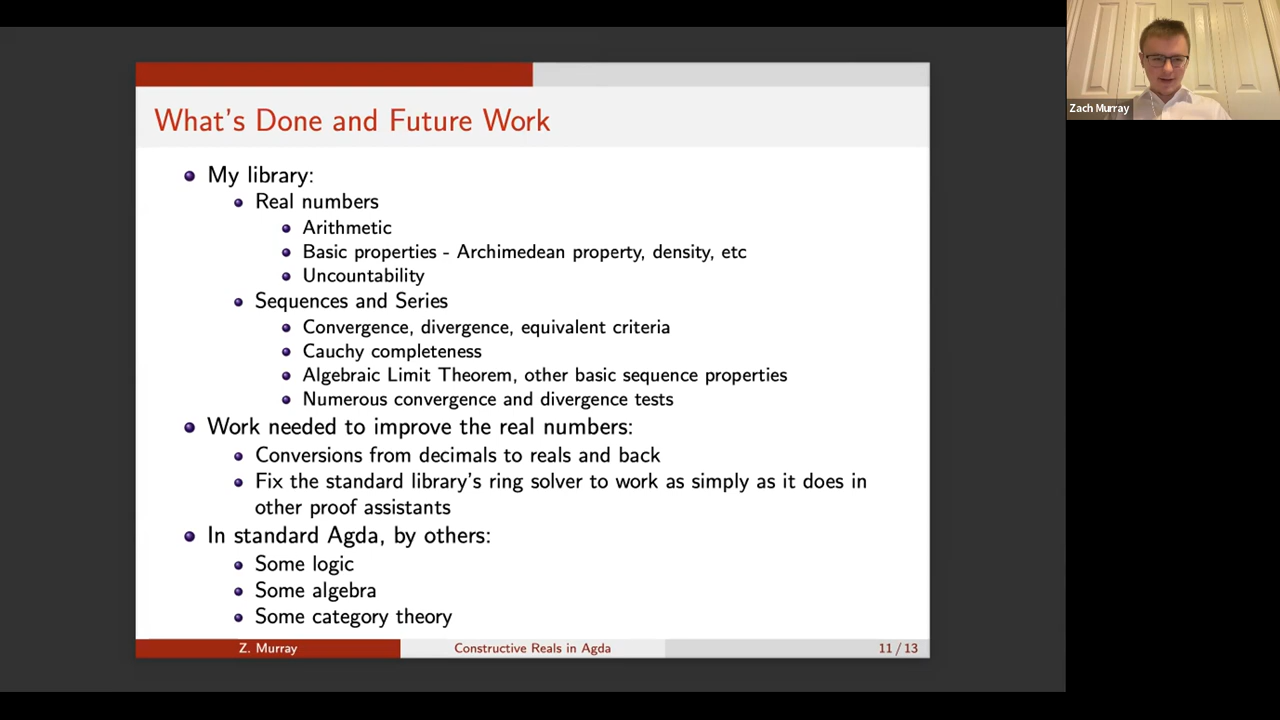 Zach Murray
What's Done and Future Work
My library:
Real numbers
Arithmetic
Basic properties - Archimedean property, density, etc
Uncountability
Sequences and Series
Convergence, divergence, equivalent criteria
Cauchy completeness
Algebraic Limit Theorem, other basic sequence properties
Numerous convergence and divergence tests
Work needed to improve the real numbers:
Conversions from decimals to reals and back
Fix the standard library's ring solver to work as simply as it does in
other proof assistants
In standard Agda, by others:
Some logic
Some algebra
Some category theory
Z. Murray
Constructive Reals in Agda
11 / 13